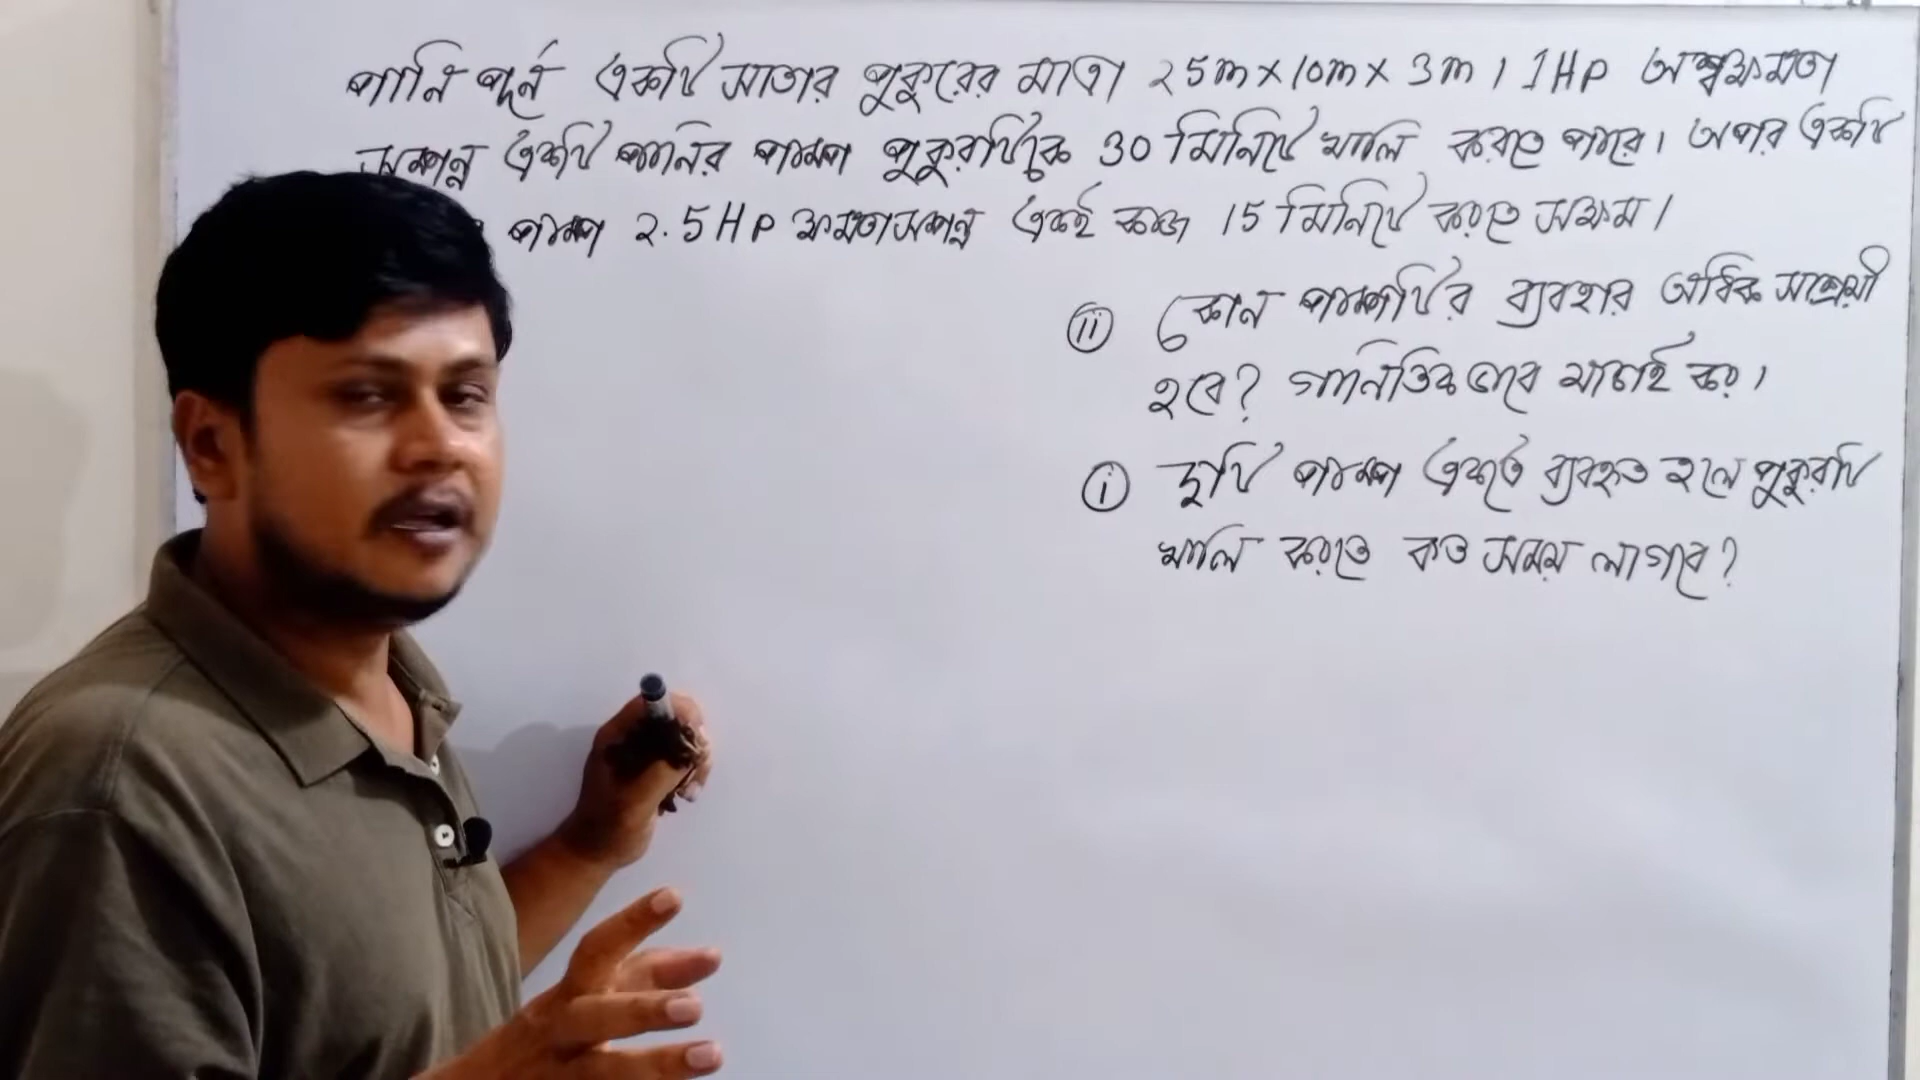 পানি পূর্ন একটি সাতার পুকুরের মাত্রা 25m×10m×3m। 1HP অশ্বক্ষমতা
সম্পন্ন একটি পানির পাম্প পুকুরটিকে 30 মিনিটে খালি করতে পারে। অপর একটি
পাম্প 2.5HP ক্ষমতাসম্পন্ন একই কাজ 15 মিনিটে করতে সক্ষম।
ii কোন পাম্পটির ব্যবহার অধিক সাশ্রয়ী
হবে? গানিতিক ভাবে যাচাই কর।
i দুটি পাম্প একত্রে ব্যবহৃত হলে পুকুরটি
খালি করতে কত সময় লাগবে?